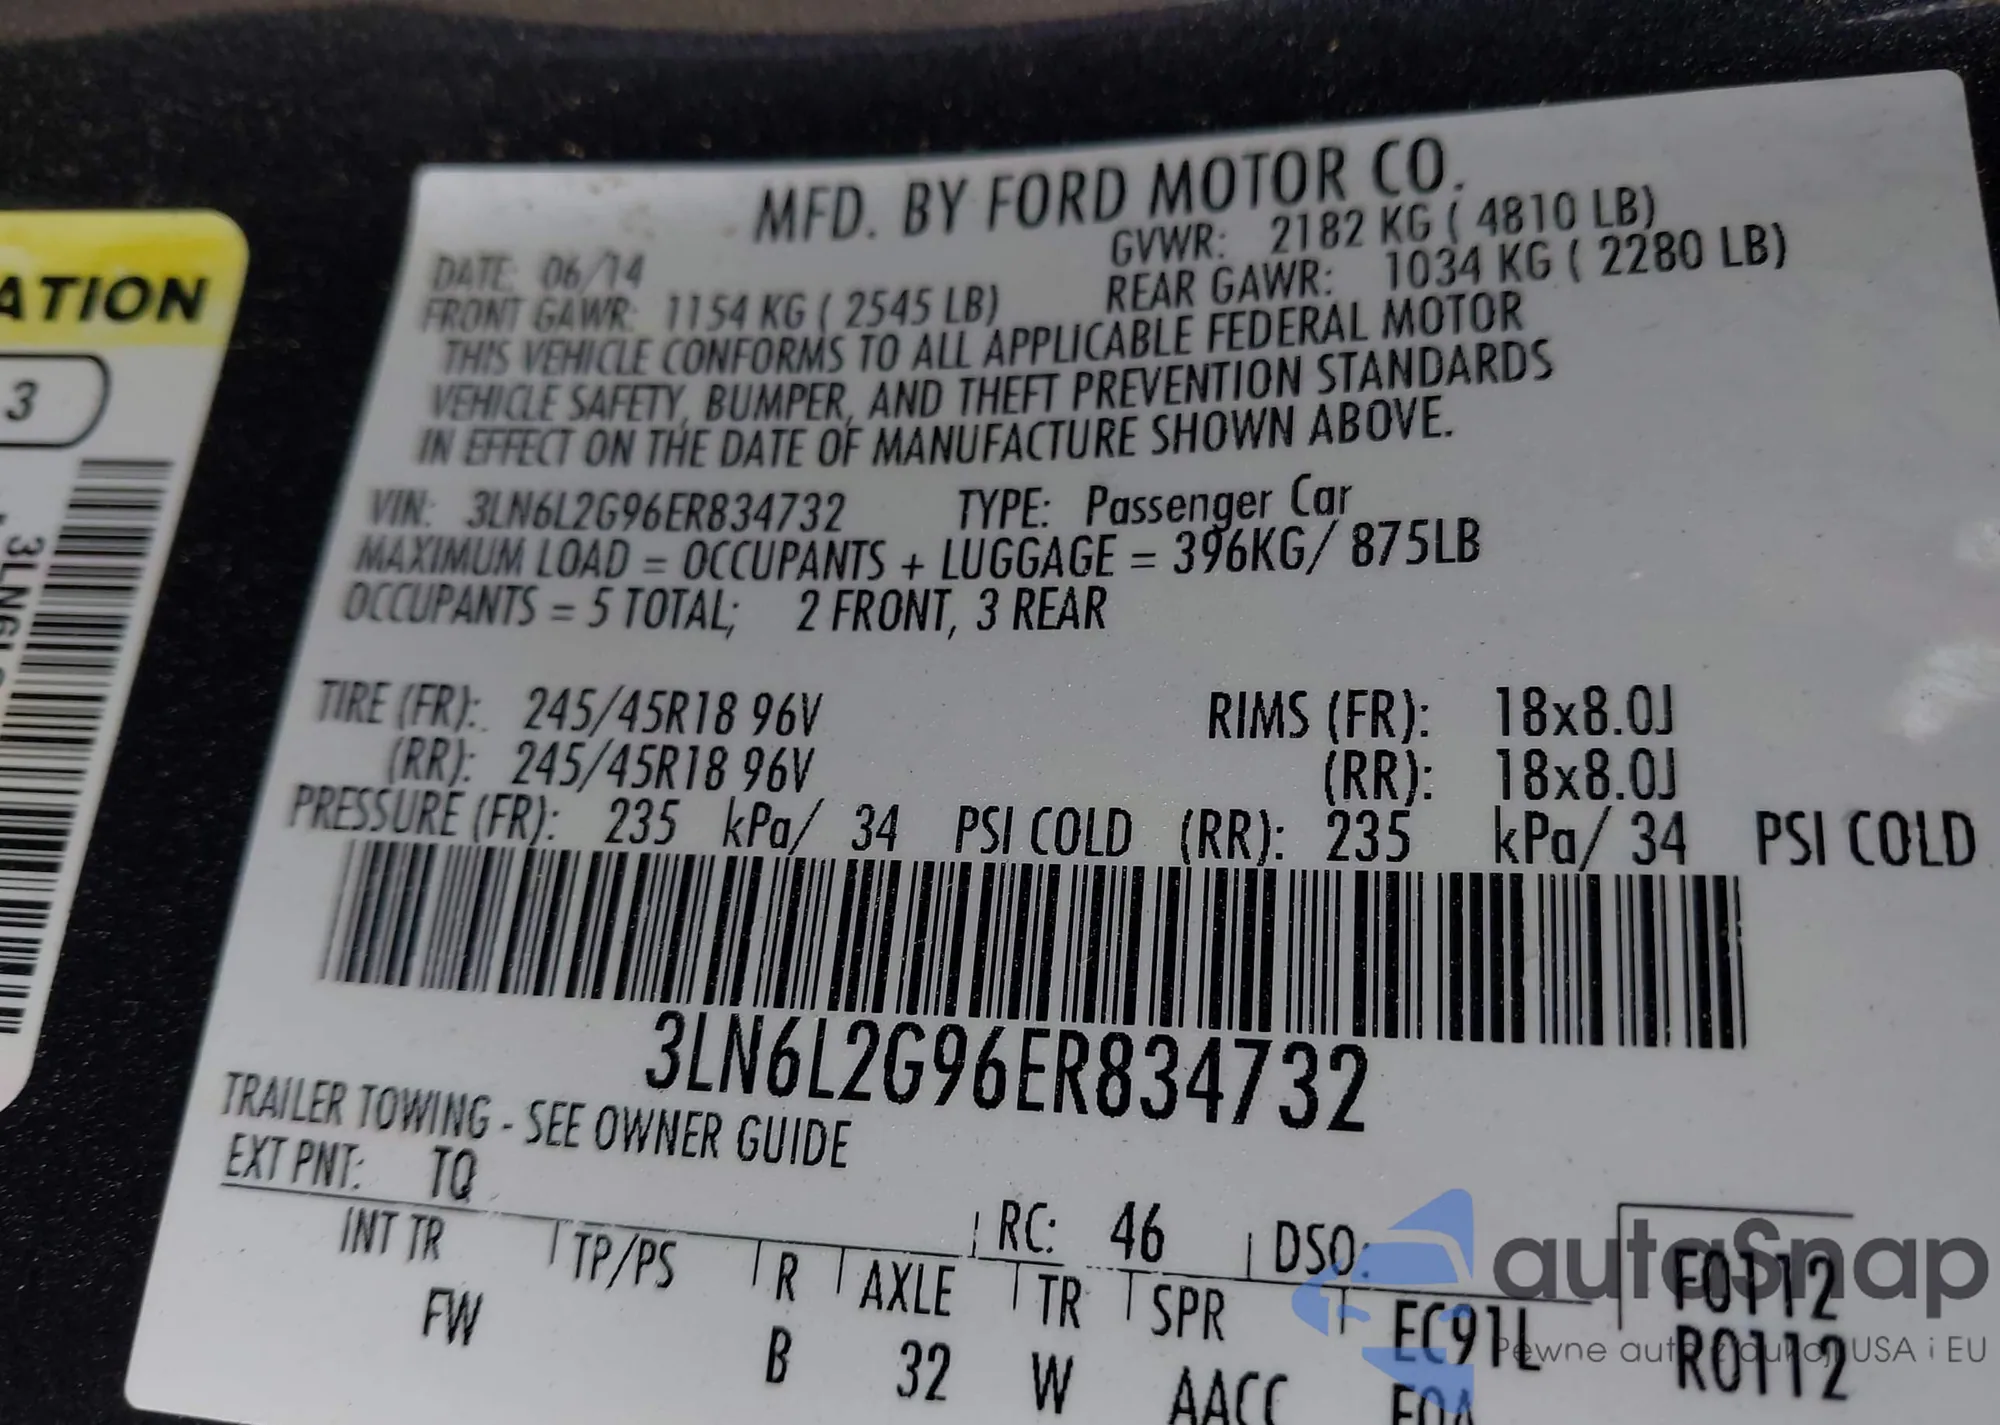 ATION
3
3LN6L
MFD. BY FORD MOTOR CO.
DATE: 06/14 GVWR: 2182 KG ( 4810 LB)
FRONT GAWR: 1154 KG ( 2545 LB) REAR GAWR: 1034 KG ( 2280 LB)
THIS VEHICLE CONFORMS TO ALL APPLICABLE FEDERAL MOTOR
VEHICLE SAFETY, BUMPER, AND THEFT PREVENTION STANDARDS
IN EFFECT ON THE DATE OF MANUFACTURE SHOWN ABOVE.
VIN: 3LN6L2G96ER834732 TYPE: Passenger Car
MAXIMUM LOAD = OCCUPANTS + LUGGAGE = 396KG/ 875LB
OCCUPANTS = 5 TOTAL; 2 FRONT, 3 REAR
TIRE (FR): 245/45R18 96V RIMS (FR): 18x8.0J
(RR): 245/45R18 96V (RR): 18x8.0J
PRESSURE (FR): 235 kPa/ 34 PSI COLD (RR): 235 kPa/ 34 PSI COLD
3LN6L2G96ER834732
TRAILER TOWING - SEE OWNER GUIDE
EXT PNT: TQ RC: 46 DSO: F0112
INT TR TP/PS R AXLE TR SPR EC91L R0112
FW B 32 W AACC
autoSnap
Pewne auta z aukcji USA i EU